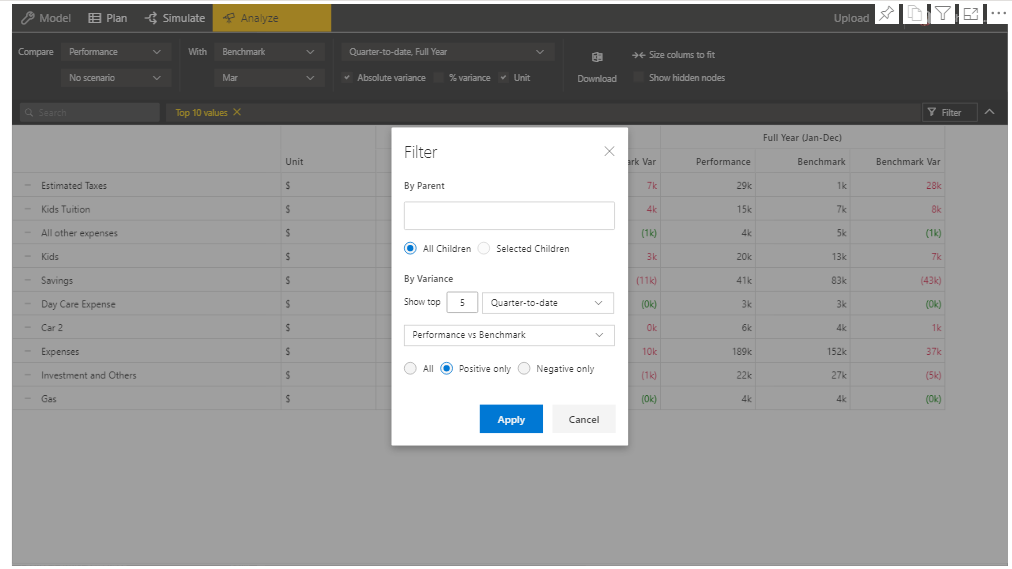 Model Plan Simulate Analyze Upload
Compare Performance With Benchmark Quarter-to-date, Full Year Size colums to fit
No scenario Mar Absolute variance % variance Unit Download Show hidden nodes
Search Top 10 values Filter
Filter
By Parent
All Children Selected Children
By Variance
Show top 5 Quarter-to-date
Performance vs Benchmark
All Positive only Negative only
Apply Cancel
Full Year (Jan-Dec)
Unit ark Var Performance Benchmark Benchmark Var
Estimated Taxes $ 7k 29k 1k 28k
Kids Tuition $ 4k 15k 7k 8k
All other expenses $ (1k) 4k 5k (1k)
Kids $ 3k 20k 13k 7k
Savings $ (11k) 41k 83k (43k)
Day Care Expense $ (0k) 3k 3k (0k)
Car 2 $ 0k 6k 4k 1k
Expenses $ 10k 189k 152k 37k
Investment and Others $ (1k) 22k 27k (5k)
Gas $ (0k) 4k 4k (0k)